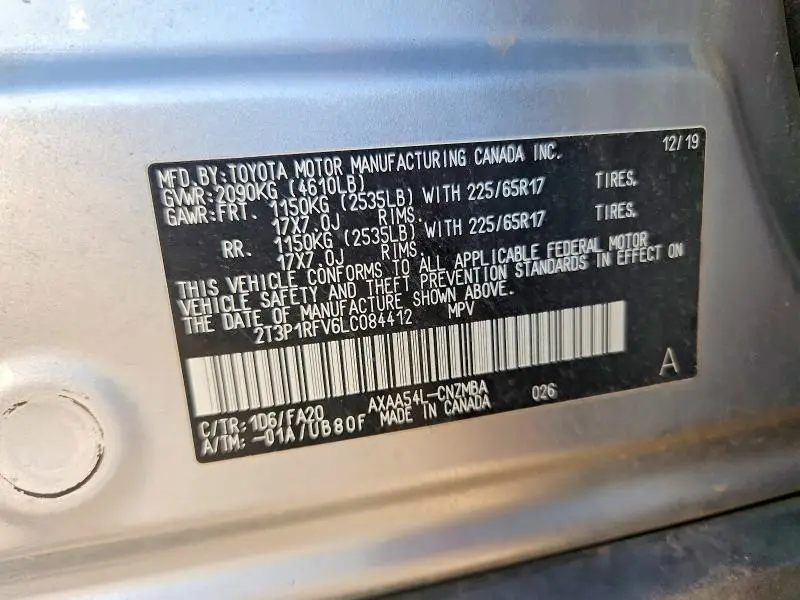 MFD.BY:TOYOTA MOTOR MANUFACTURING CANADA INC. 12/19
GVWR:2090KG (4610LB)
GAWR:FRT. 1150KG (2535LB) WITH 225/65R17 TIRES,
17X7.0J RIMS,
RR. 1150KG (2535LB) WITH 225/65R17 TIRES,
17X7.0J RIMS,
THIS VEHICLE CONFORMS TO ALL APPLICABLE FEDERAL MOTOR
VEHICLE SAFETY AND THEFT PREVENTION STANDARDS IN EFFECT ON
THE DATE OF MANUFACTURE SHOWN ABOVE.
2T3P1RFV6LC084412 MPV
A
C/TR:1D6/FA20 AXAA54L-CNZMBA 026
A/TM:-01A/UB80F MADE IN CANADA